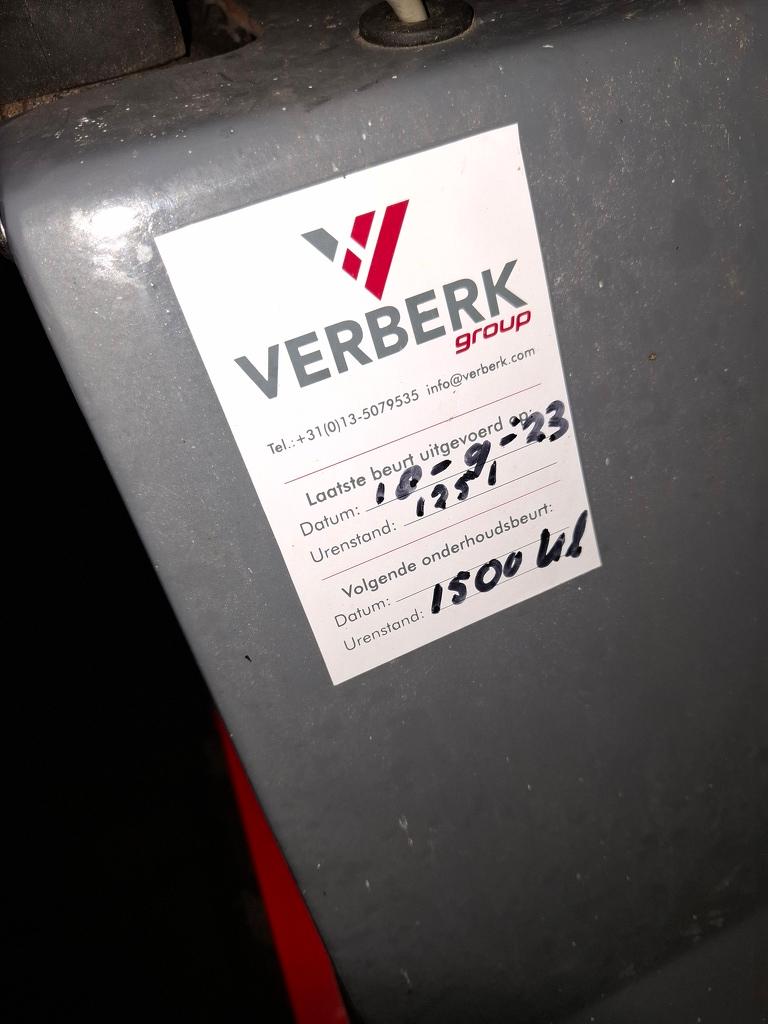 VERBERK
group
Tel.:+31(0)13-5079535 info@verberk.com
Laatste beurt uitgevoerd op:
Datum: 10-9-'23
Urenstand: 1251
Volgende onderhoudsbeurt:
Datum:
Urenstand: 1500